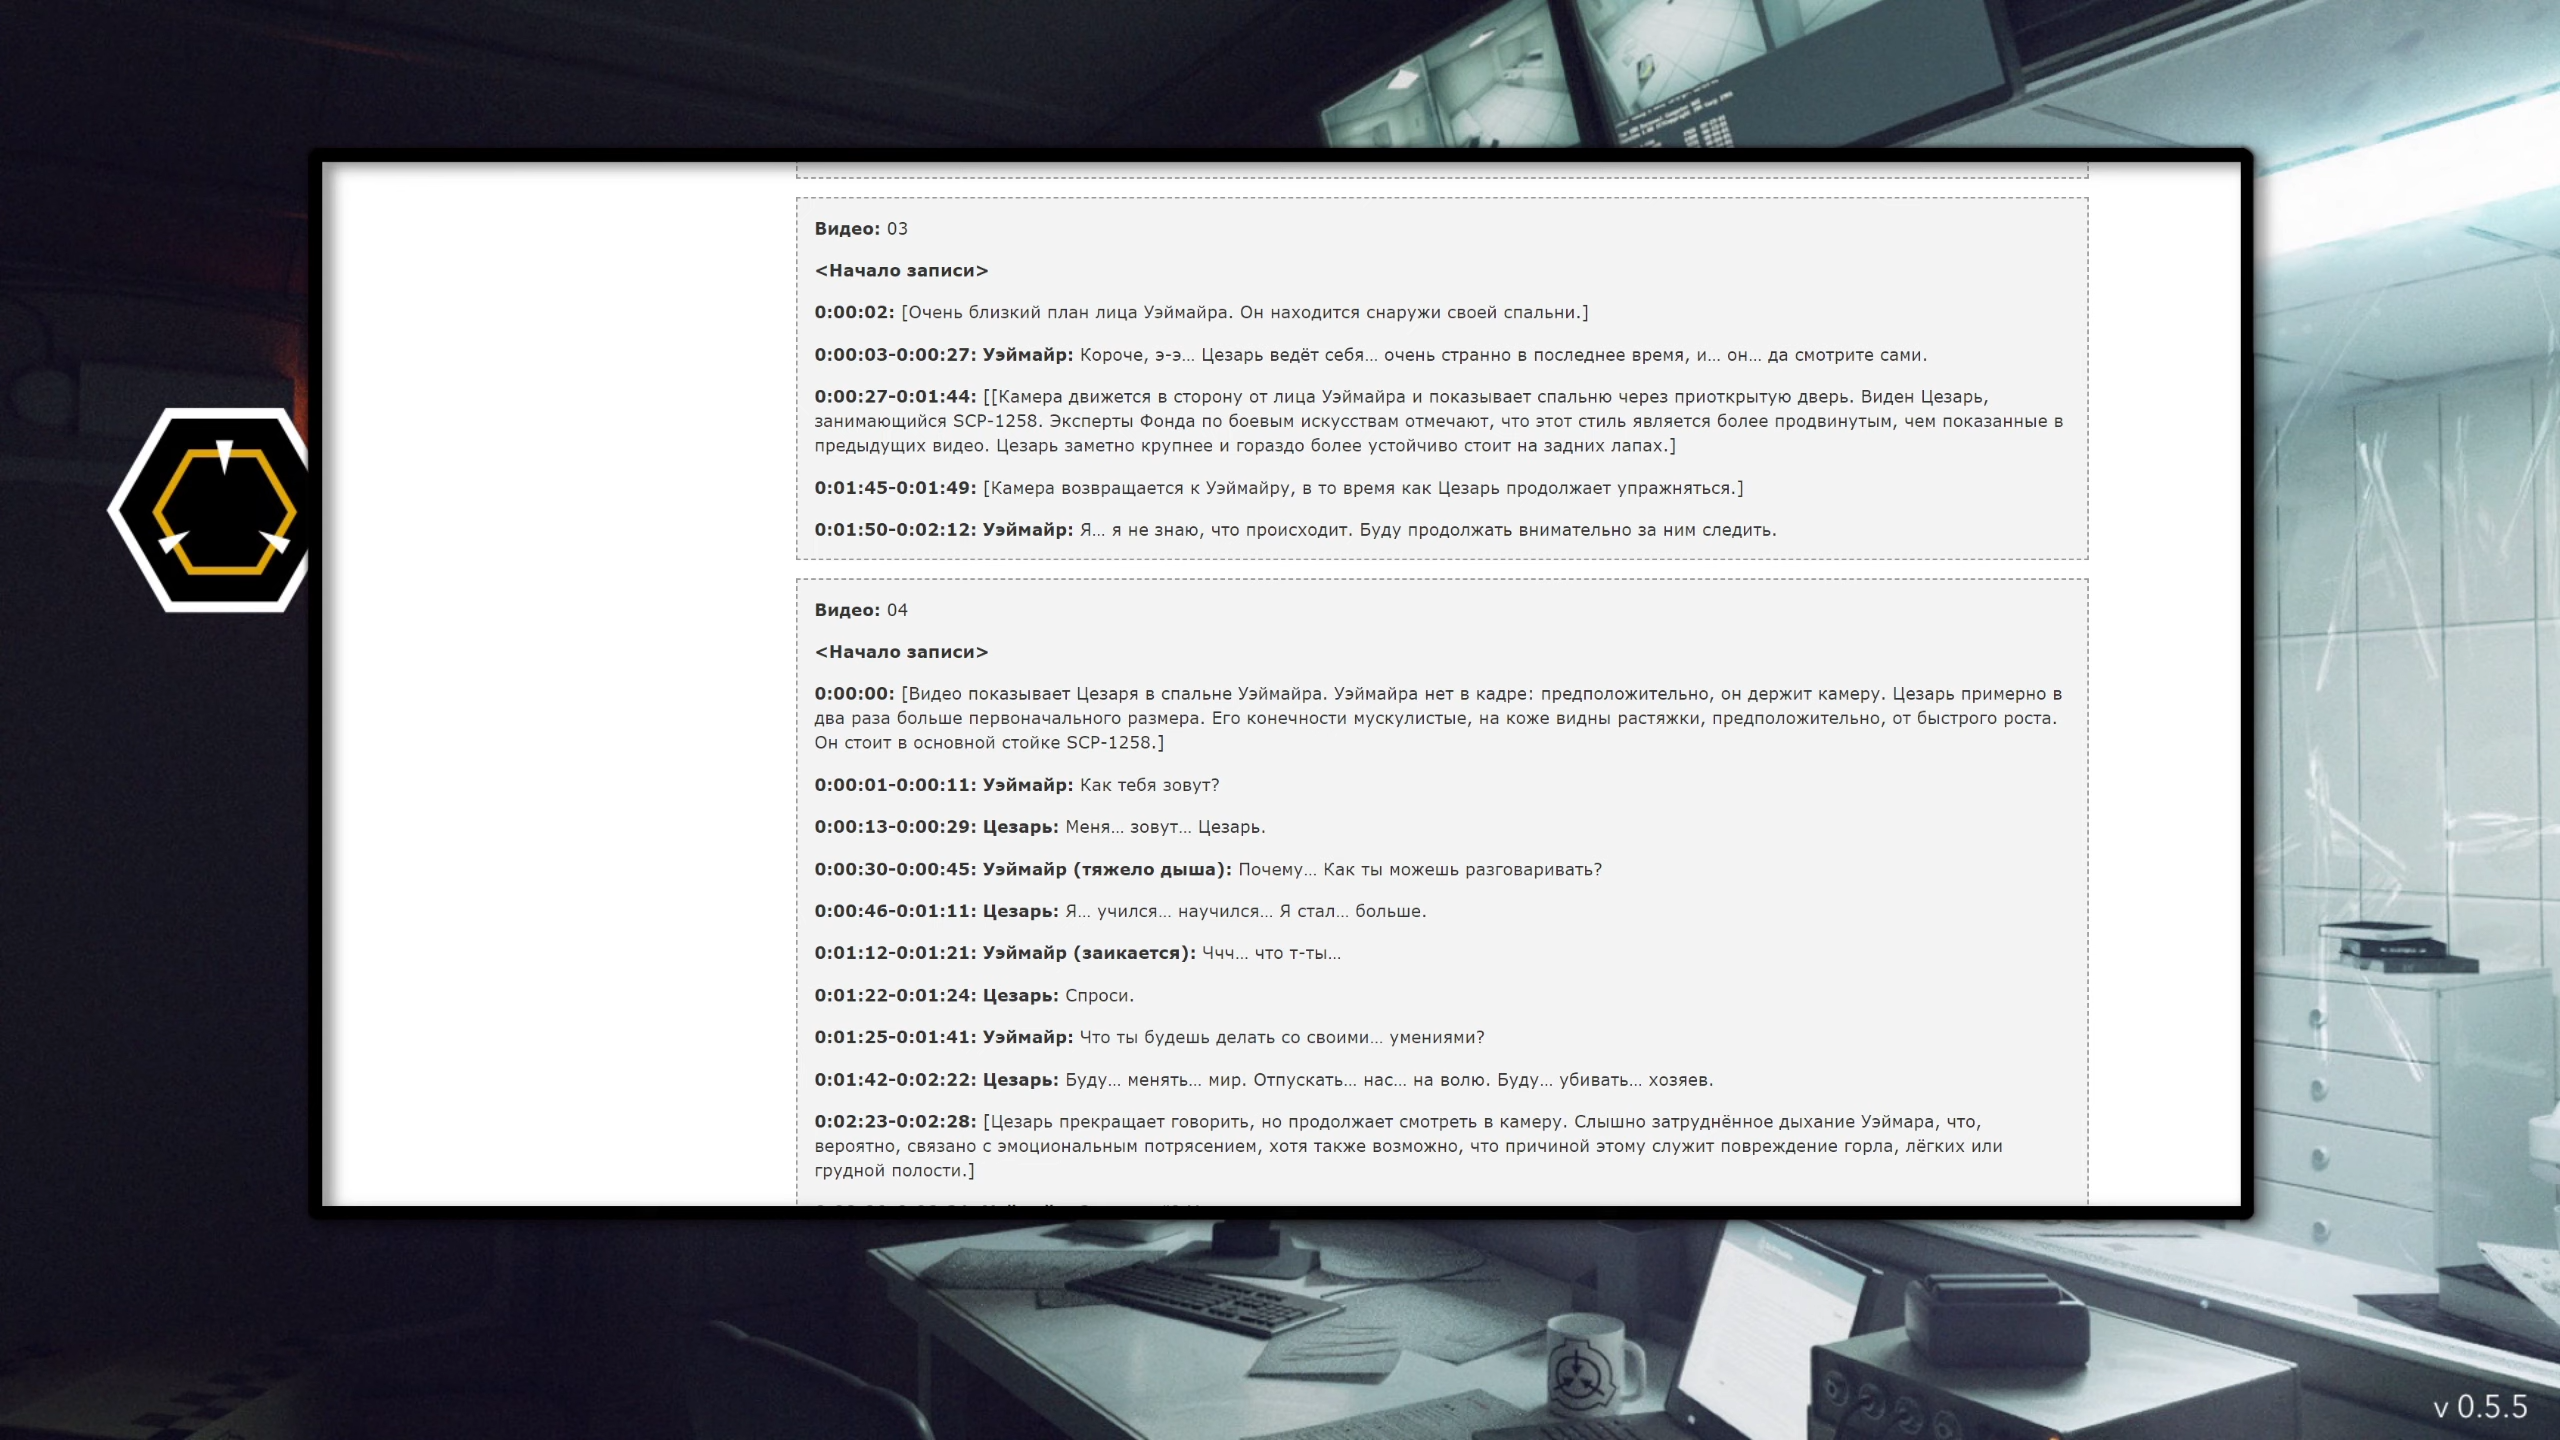 Видео: 03
<Начало записи>
0:00:02: [Очень близкий план лица Уэймайра. Он находится снаружи своей спальни.]
0:00:03-0:00:27: Уэймайр: Короче, э-э… Цезарь ведёт себя… очень странно в последнее время, и… он… да смотрите сами.
0:00:27-0:01:44: [[Камера движется в сторону от лица Уэймайра и показывает спальню через приоткрытую дверь. Виден Цезарь,
занимающийся SCP-1258. Эксперты Фонда по боевым искусствам отмечают, что этот стиль является более продвинутым, чем показанные в
предыдущих видео. Цезарь заметно крупнее и гораздо более устойчиво стоит на задних лапах.]
0:01:45-0:01:49: [Камера возвращается к Уэймайру, в то время как Цезарь продолжает упражняться.]
0:01:50-0:02:12: Уэймайр: Я… я не знаю, что происходит. Буду продолжать внимательно за ним следить.
Видео: 04
<Начало записи>
0:00:00: [Видео показывает Цезаря в спальне Уэймайра. Уэймайра нет в кадре: предположительно, он держит камеру. Цезарь примерно в
два раза больше первоначального размера. Его конечности мускулистые, на коже видны растяжки, предположительно, от быстрого роста.
Он стоит в основной стойке SCP-1258.]
0:00:01-0:00:11: Уэймайр: Как тебя зовут?
0:00:13-0:00:29: Цезарь: Меня… зовут… Цезарь.
0:00:30-0:00:45: Уэймайр (тяжело дыша): Почему… Как ты можешь разговаривать?
0:00:46-0:01:11: Цезарь: Я… учился… научился… Я стал… больше.
0:01:12-0:01:21: Уэймайр (заикается): Ччч… что т-ты…
0:01:22-0:01:24: Цезарь: Спроси.
0:01:25-0:01:41: Уэймайр: Что ты будешь делать со своими… умениями?
0:01:42-0:02:22: Цезарь: Буду… менять… мир. Отпускать… нас… на волю. Буду… убивать… хозяев.
0:02:23-0:02:28: [Цезарь прекращает говорить, но продолжает смотреть в камеру. Слышно затруднённое дыхание Уэймара, что,
вероятно, связано с эмоциональным потрясением, хотя также возможно, что причиной этому служит повреждение горла, лёгких или
грудной полости.]
v 0.5.5